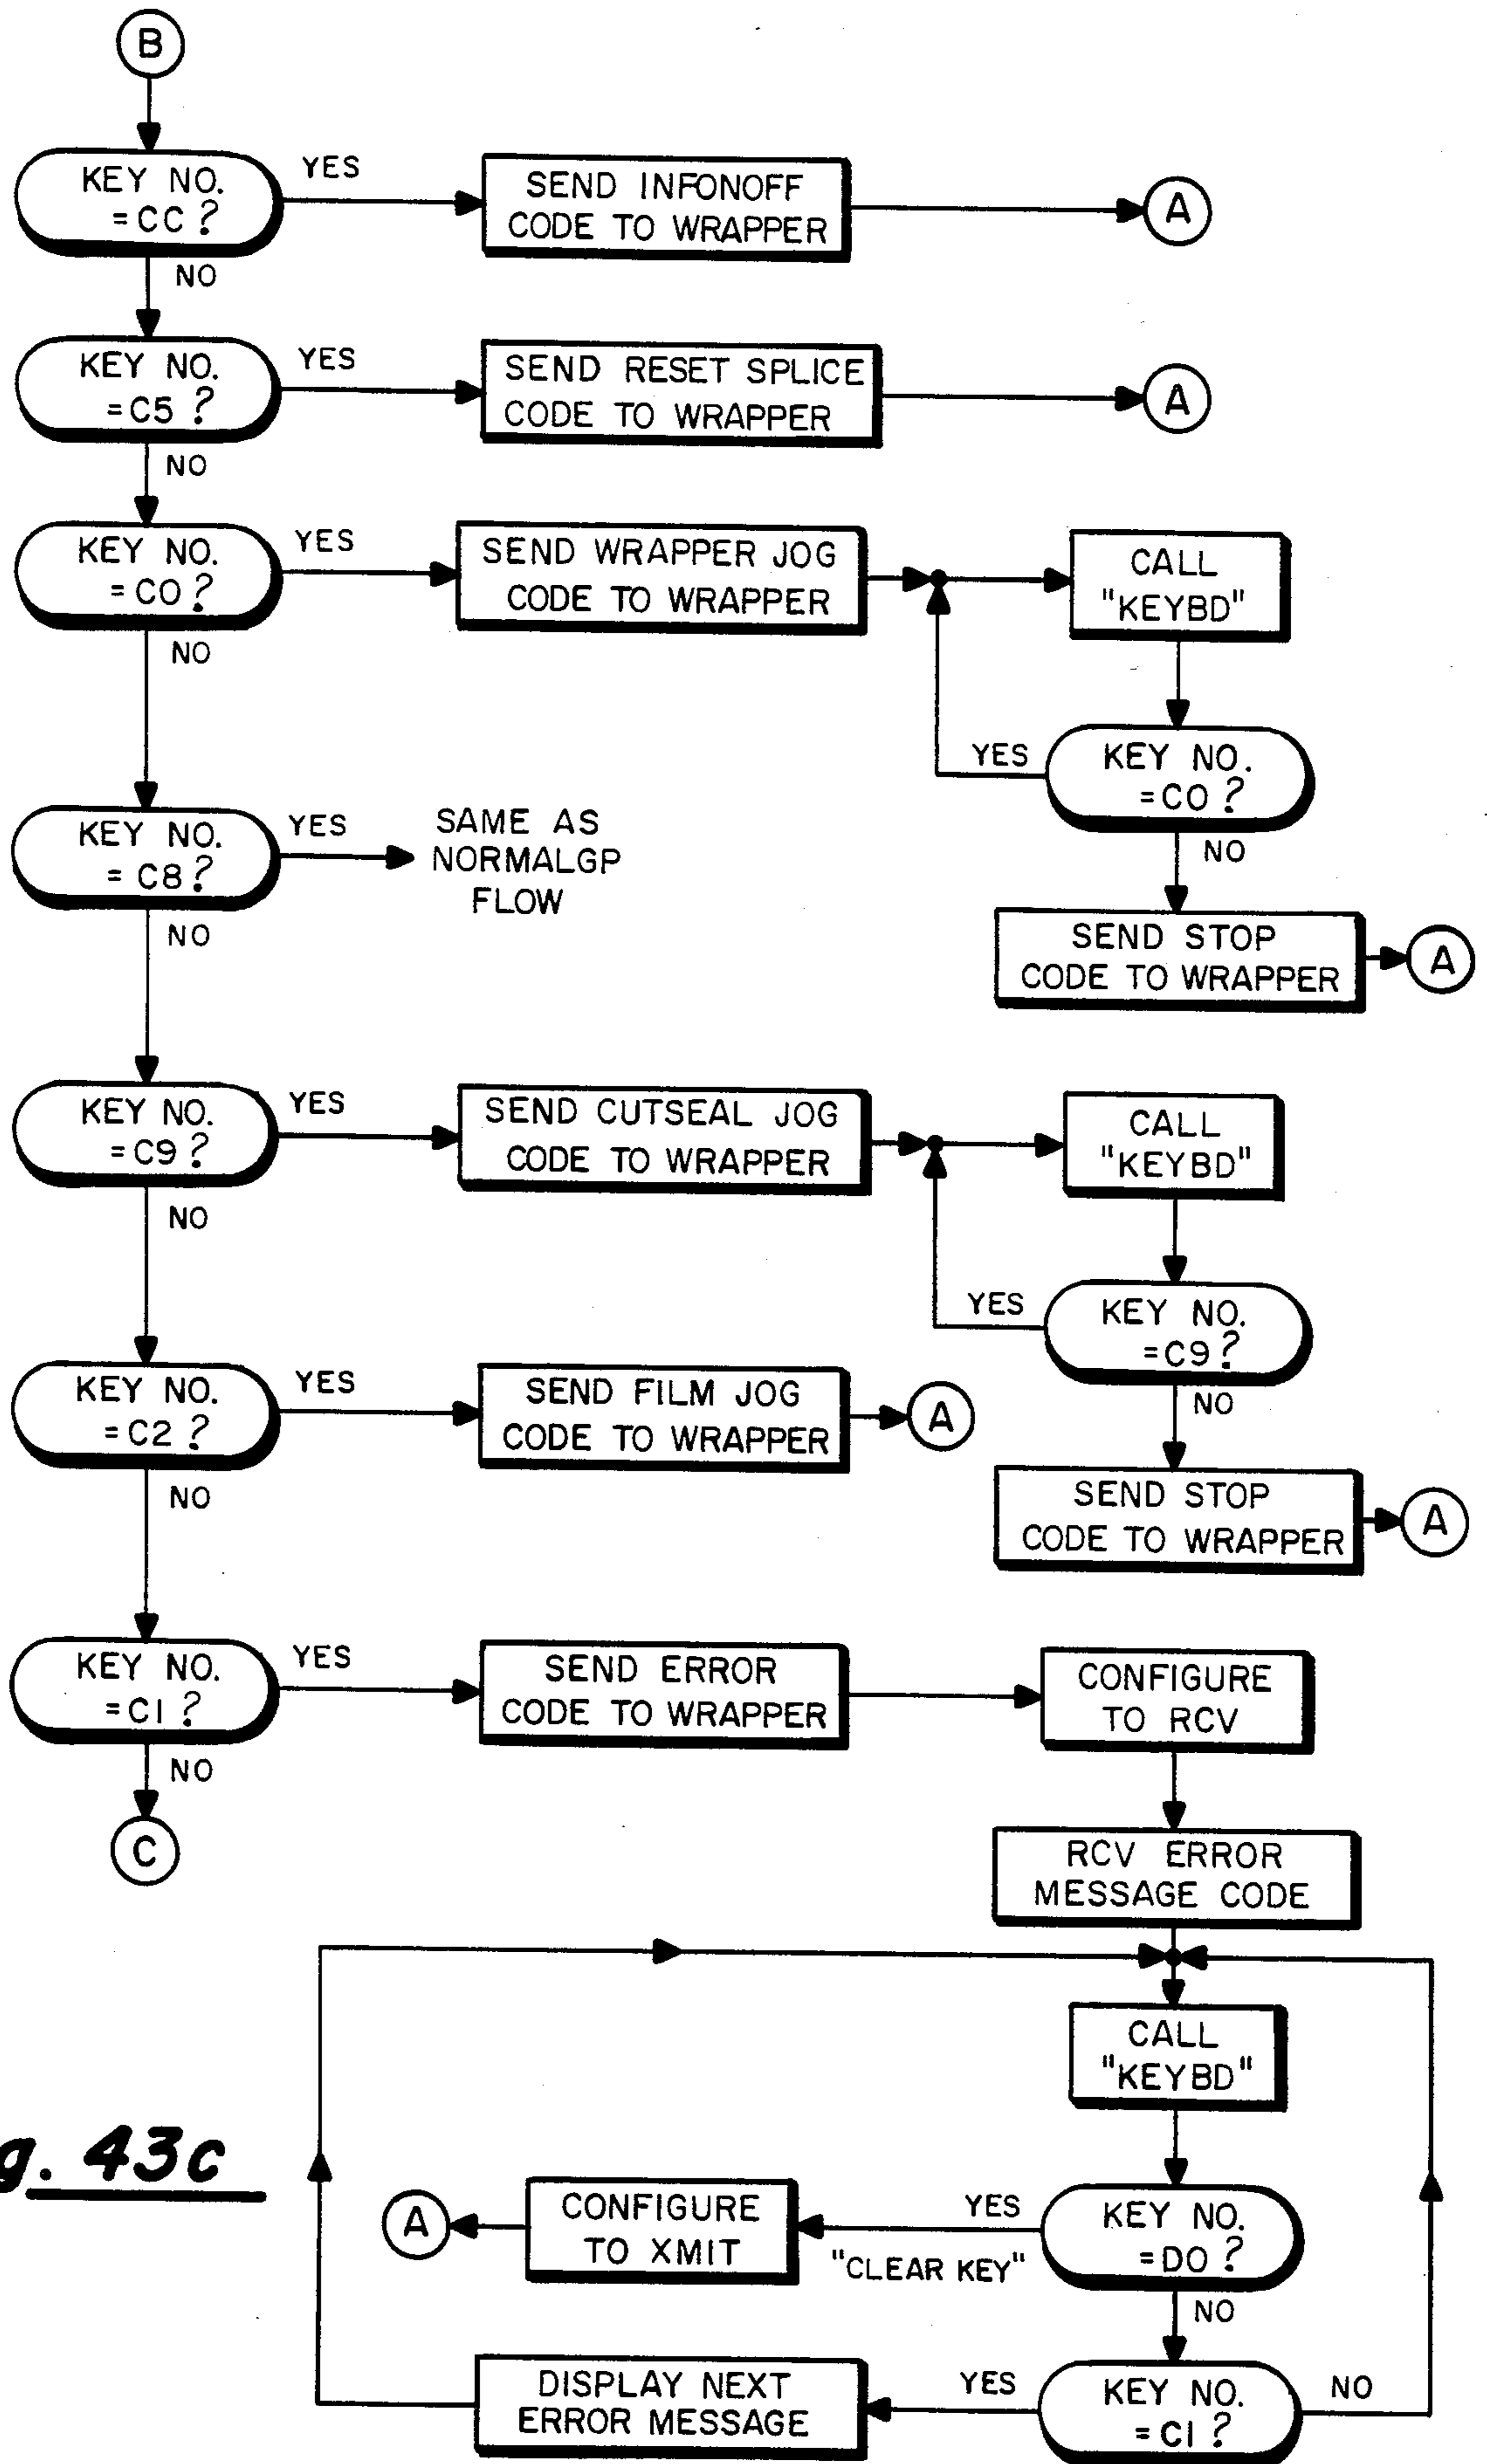 B
KEY NO.
= CC ?
YES
SEND INFONOFF
CODE TO WRAPPER
A
NO
KEY NO.
=C5 ?
YES
SEND RESET SPLICE
CODE TO WRAPPER
A
NO
KEY NO.
= CO ?
YES
SEND WRAPPER JOG
CODE TO WRAPPER
CALL
"KEYBD"
NO
YES
KEY NO.
=CO ?
NO
SEND STOP
CODE TO WRAPPER
A
KEY NO.
= C8 ?
YES
SAME AS
NORMALGP
FLOW
NO
KEY NO.
=C9 ?
YES
SEND CUTSEAL JOG
CODE TO WRAPPER
CALL
"KEYBD"
NO
YES
KEY NO.
=C9 ?
NO
SEND STOP
CODE TO WRAPPER
A
KEY NO.
=C2 ?
YES
SEND FILM JOG
CODE TO WRAPPER
A
NO
KEY NO.
=C1 ?
YES
SEND ERROR
CODE TO WRAPPER
CONFIGURE
TO RCV
NO
C
RCV ERROR
MESSAGE CODE
CALL
"KEYBD"
KEY NO.
=DO ?
YES
"CLEAR KEY"
CONFIGURE
TO XMIT
A
NO
KEY NO.
= C1 ?
YES
NO
DISPLAY NEXT
ERROR MESSAGE
g. 43c